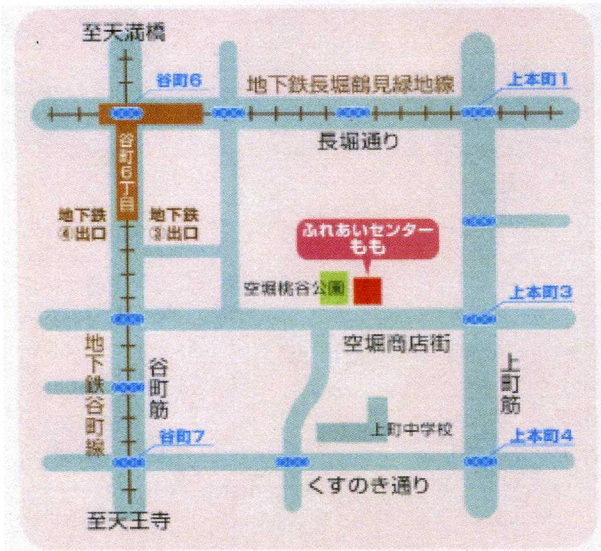 至天満橋
谷町6
地下鉄長堀鶴見緑地線
上本町1
長堀通り
谷町6丁目
地下鉄
④出口
地下鉄
③出口
ふれあいセンター
もも
空堀桃谷公園
上本町3
空堀商店街
地下鉄谷町線
谷町筋
上町筋
上町中学校
谷町7
上本町4
くすのき通り
至天王寺